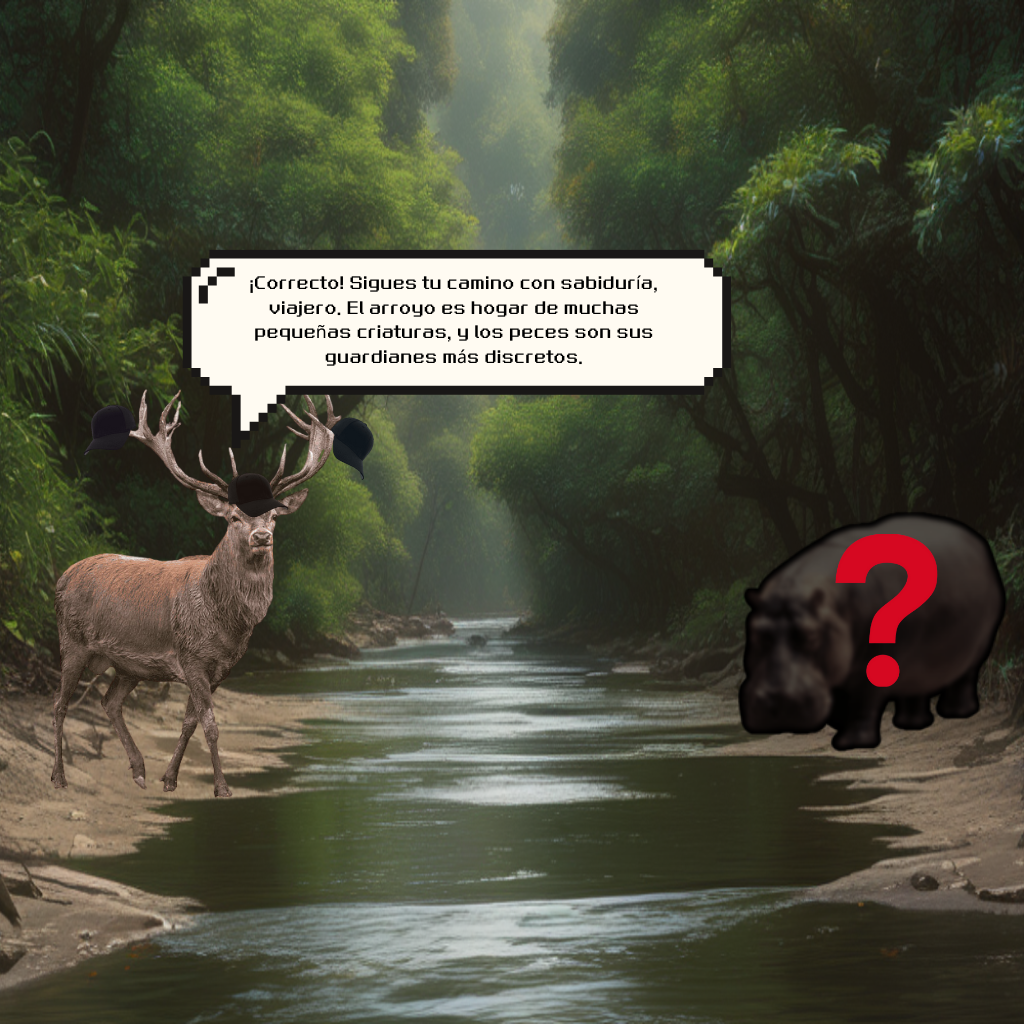 ¡Correcto! Sigues tu camino con sabiduría,
viajero. El arroyo es hogar de muchas
pequeñas criaturas, y los peces son sus
guardianes más discretos.
?